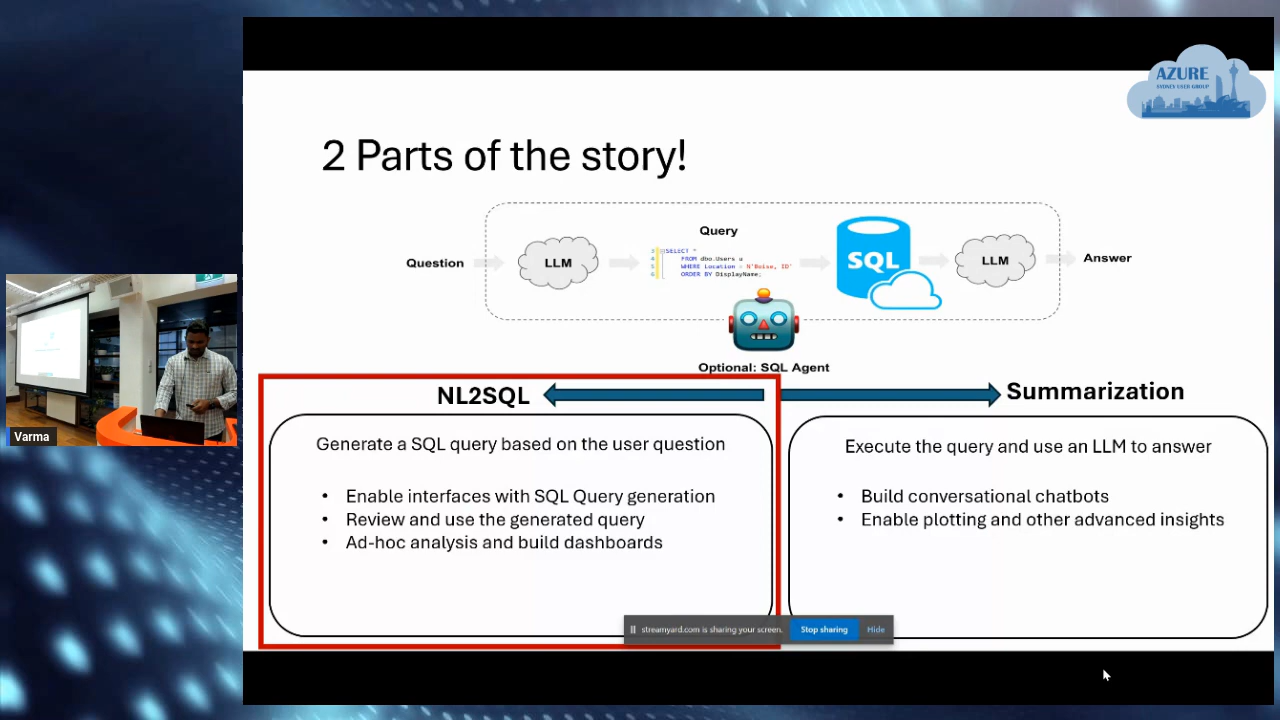 AZURE
SYDNEY USER GROUP
2 Parts of the story!
Query
Question
LLM
3 SELECT *
4 FROM dbo.Users u
5 WHERE Location = N'Boise, ID'
6 ORDER BY DisplayName;
SQL
LLM
Answer
Optional: SQL Agent
NL2SQL
Summarization
Generate a SQL query based on the user question
• Enable interfaces with SQL Query generation
• Review and use the generated query
• Ad-hoc analysis and build dashboards
Execute the query and use an LLM to answer
• Build conversational chatbots
• Enable plotting and other advanced insights
Varma
streamyard.com is sharing your screen.
Stop sharing
Hide